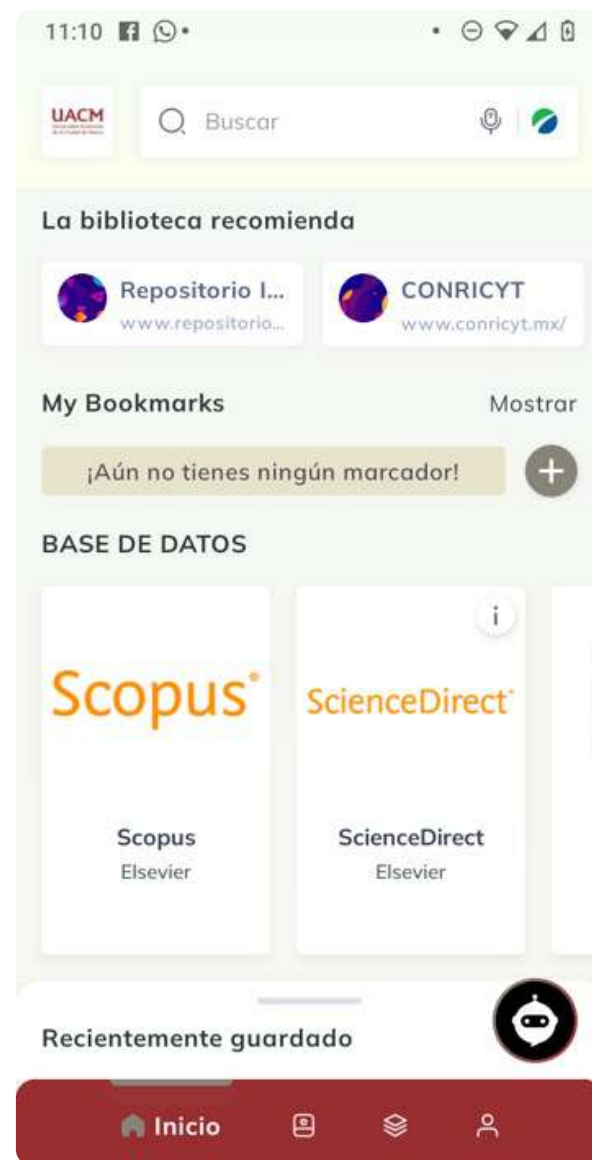 11:10
UACM
Buscar
La biblioteca recomienda
Repositorio I...
www.repositorio...
CONRICYT
www.conricyt.mx/
My Bookmarks
Mostrar
¡Aún no tienes ningún marcador!
BASE DE DATOS
Scopus®
ScienceDirect®
Scopus
Elsevier
ScienceDirect
Elsevier
Recientemente guardado
Inicio